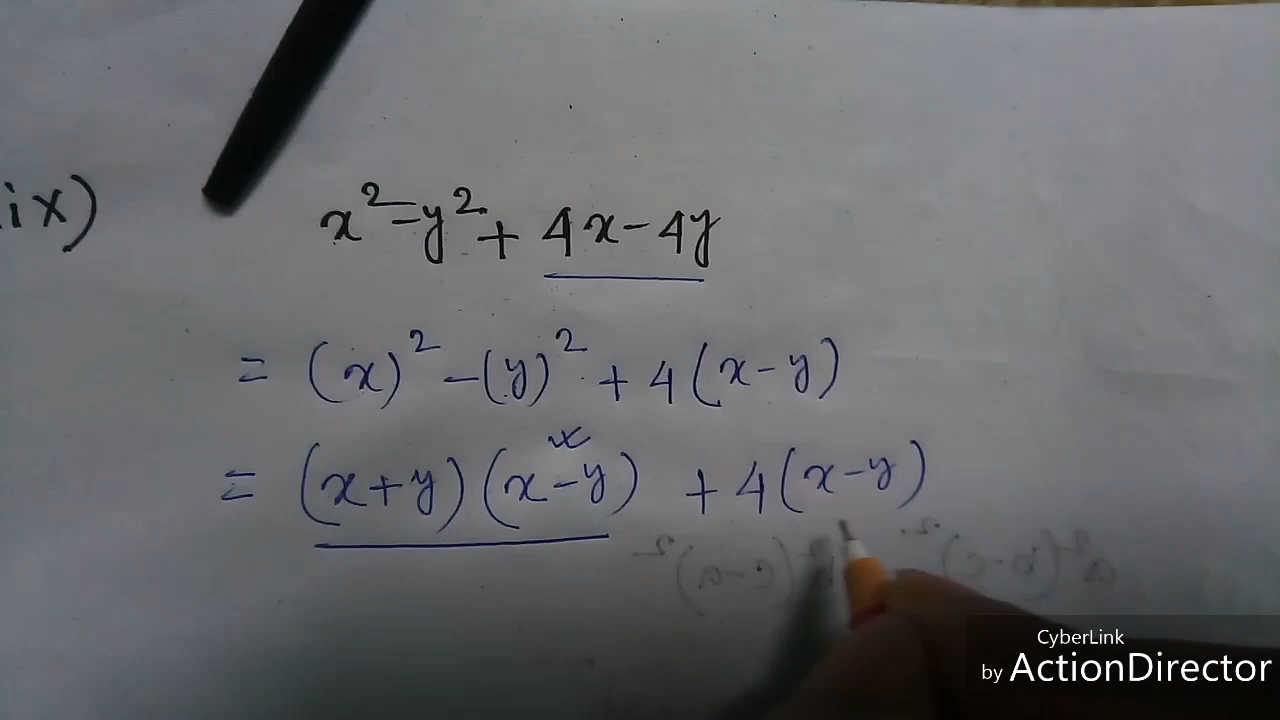 ix) x² - y² + 4x - 4y
= (x)² - (y)² + 4(x - y)
= (x + y)(x - y) + 4(x - y)
CyberLink
by ActionDirector